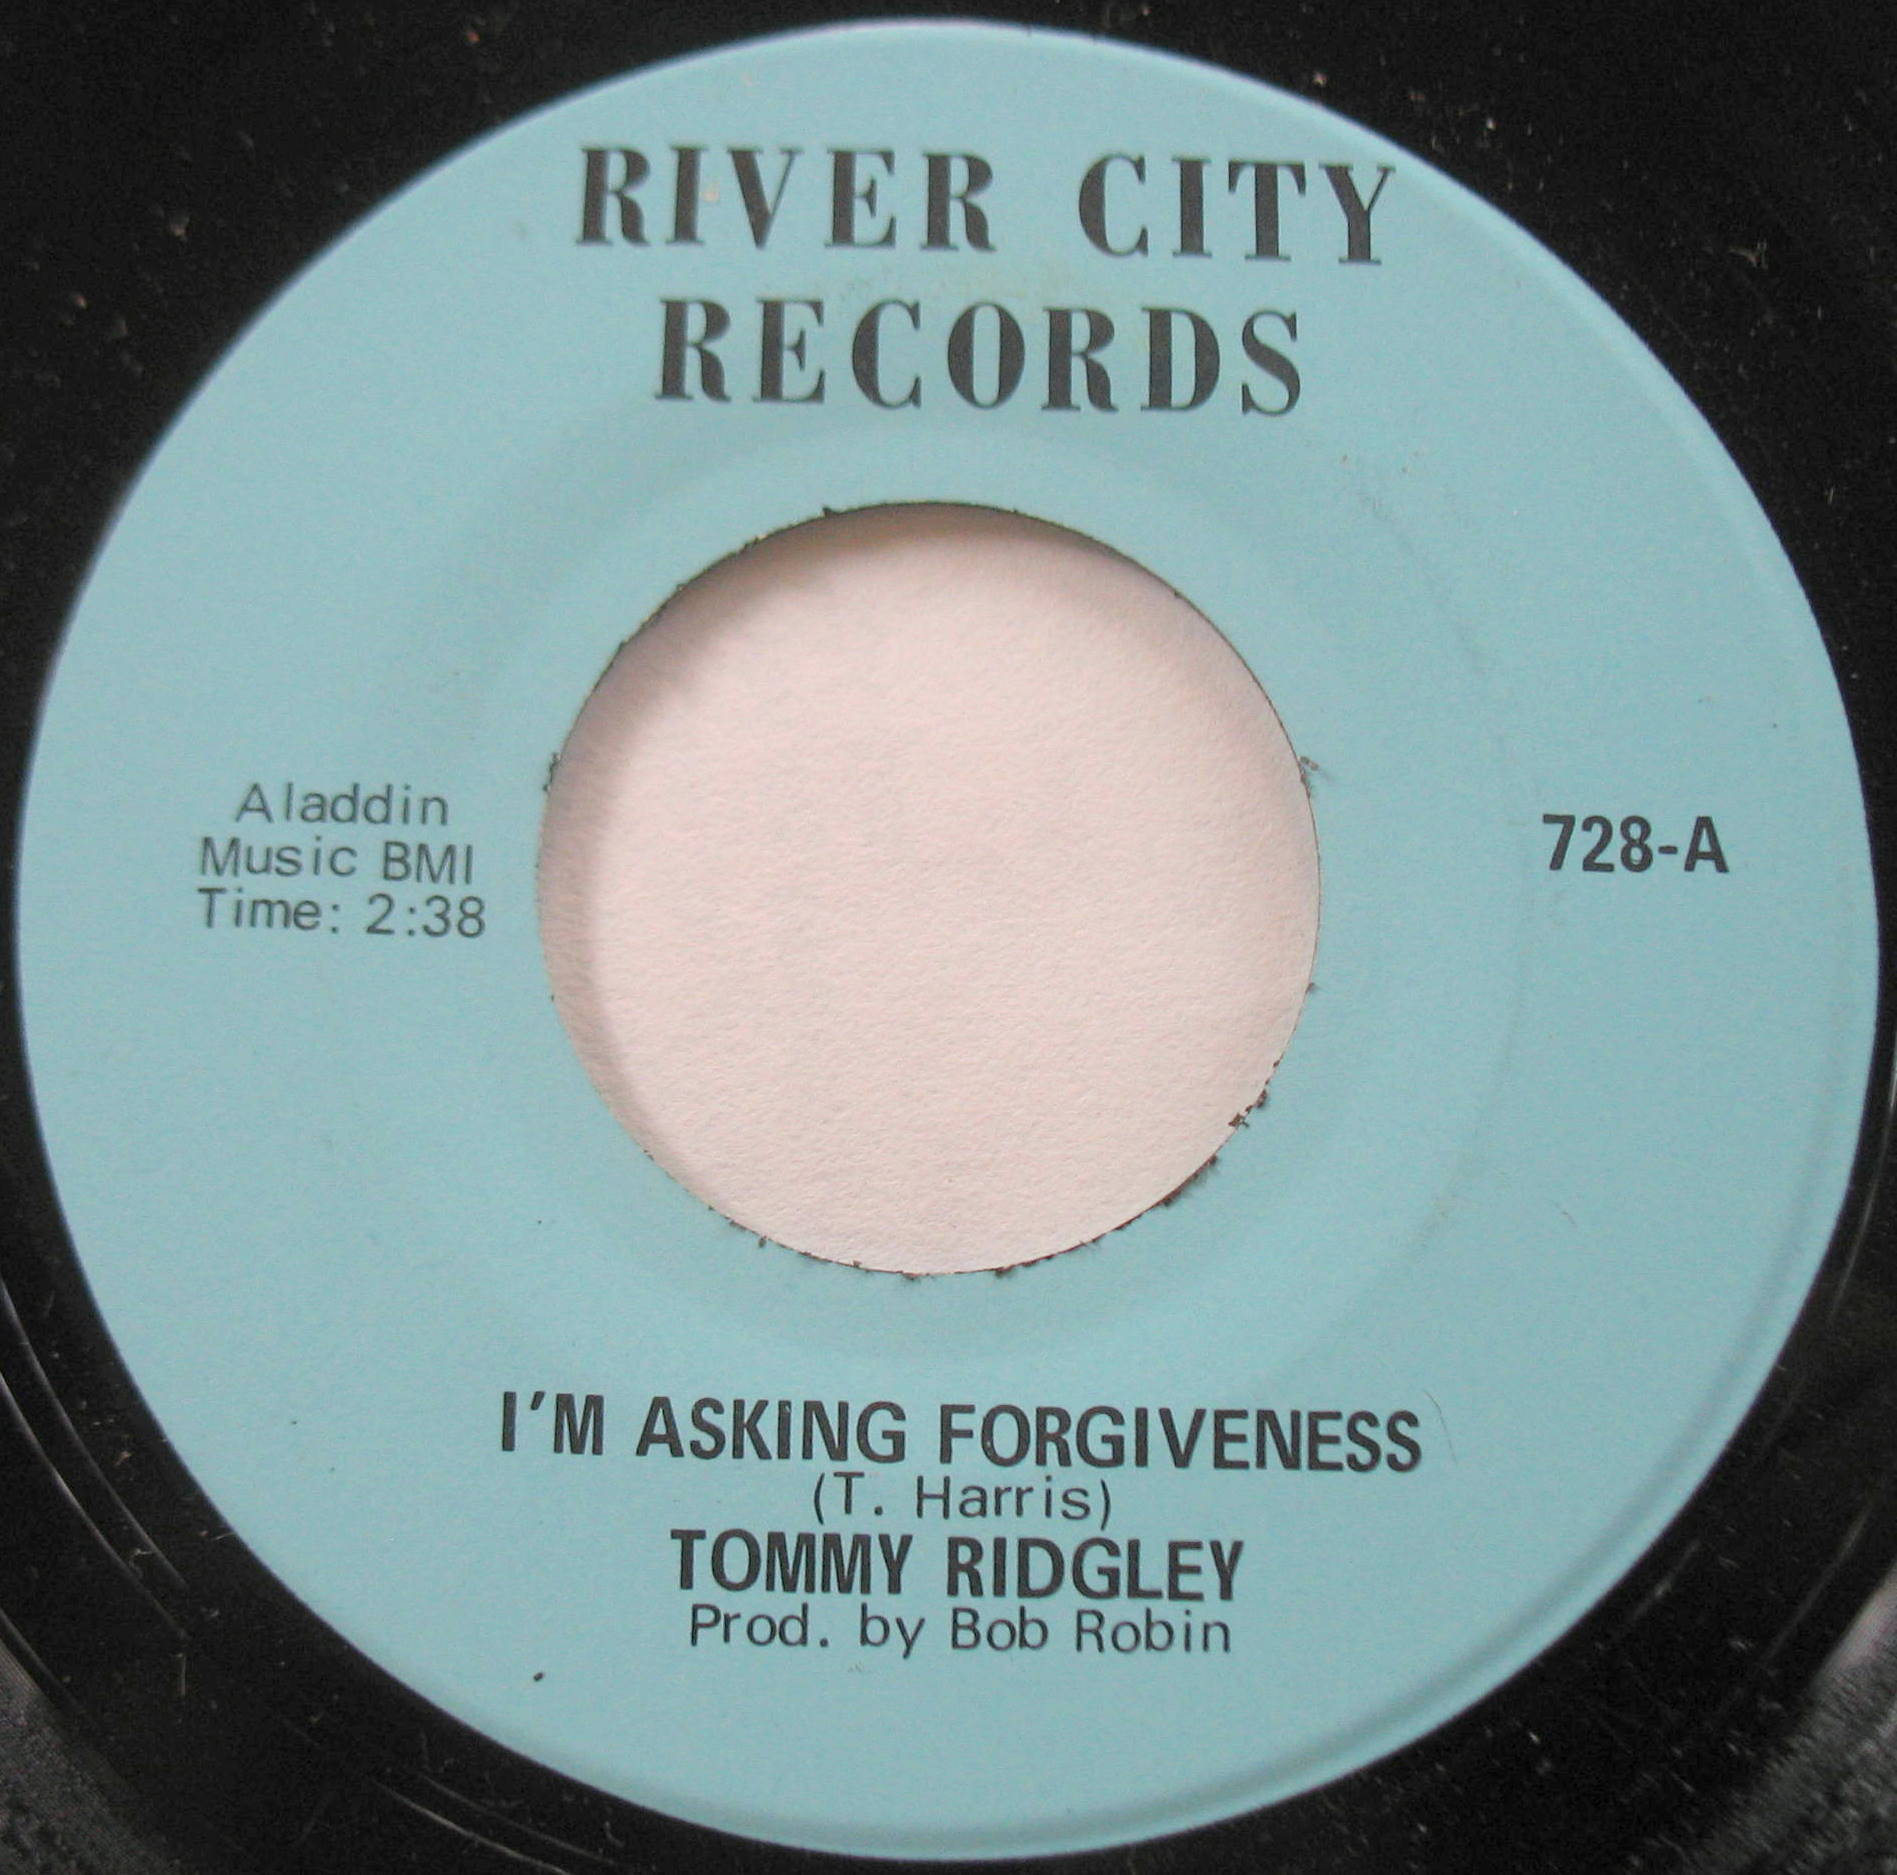 RIVER CITY
RECORDS
Aladdin
Music BMI
Time: 2:38
728-A
I'M ASKING FORGIVENESS
(T. Harris)
TOMMY RIDGLEY
Prod. by Bob Robin